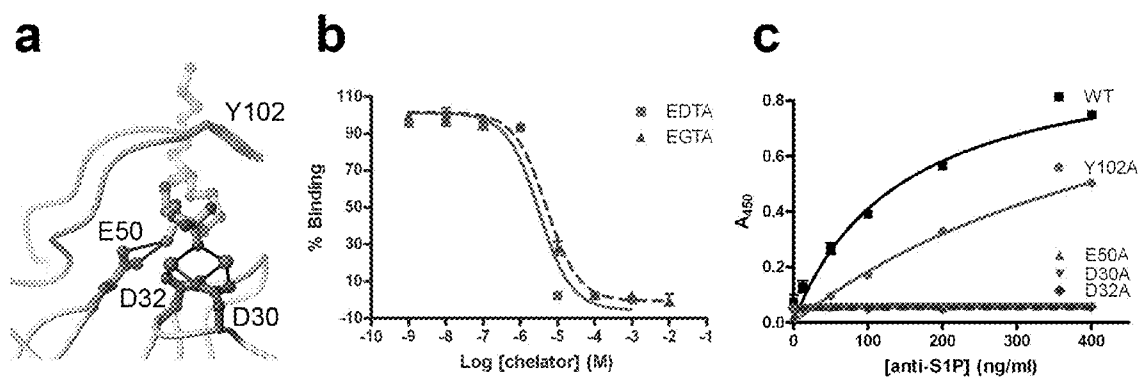 a
Y102
E50
D32
D30
b
110
90
70
50
30
10
-10
% Binding
-10 -9 -8 -7 -6 -5 -4 -3 -2 -1
Log [chelator] (M)
EDTA
EGTA
c
0.8
0.6
0.4
0.2
0.0
A450
0 100 200 300 400
[anti-S1P] (ng/ml)
WT
Y102A
E50A
D30A
D32A